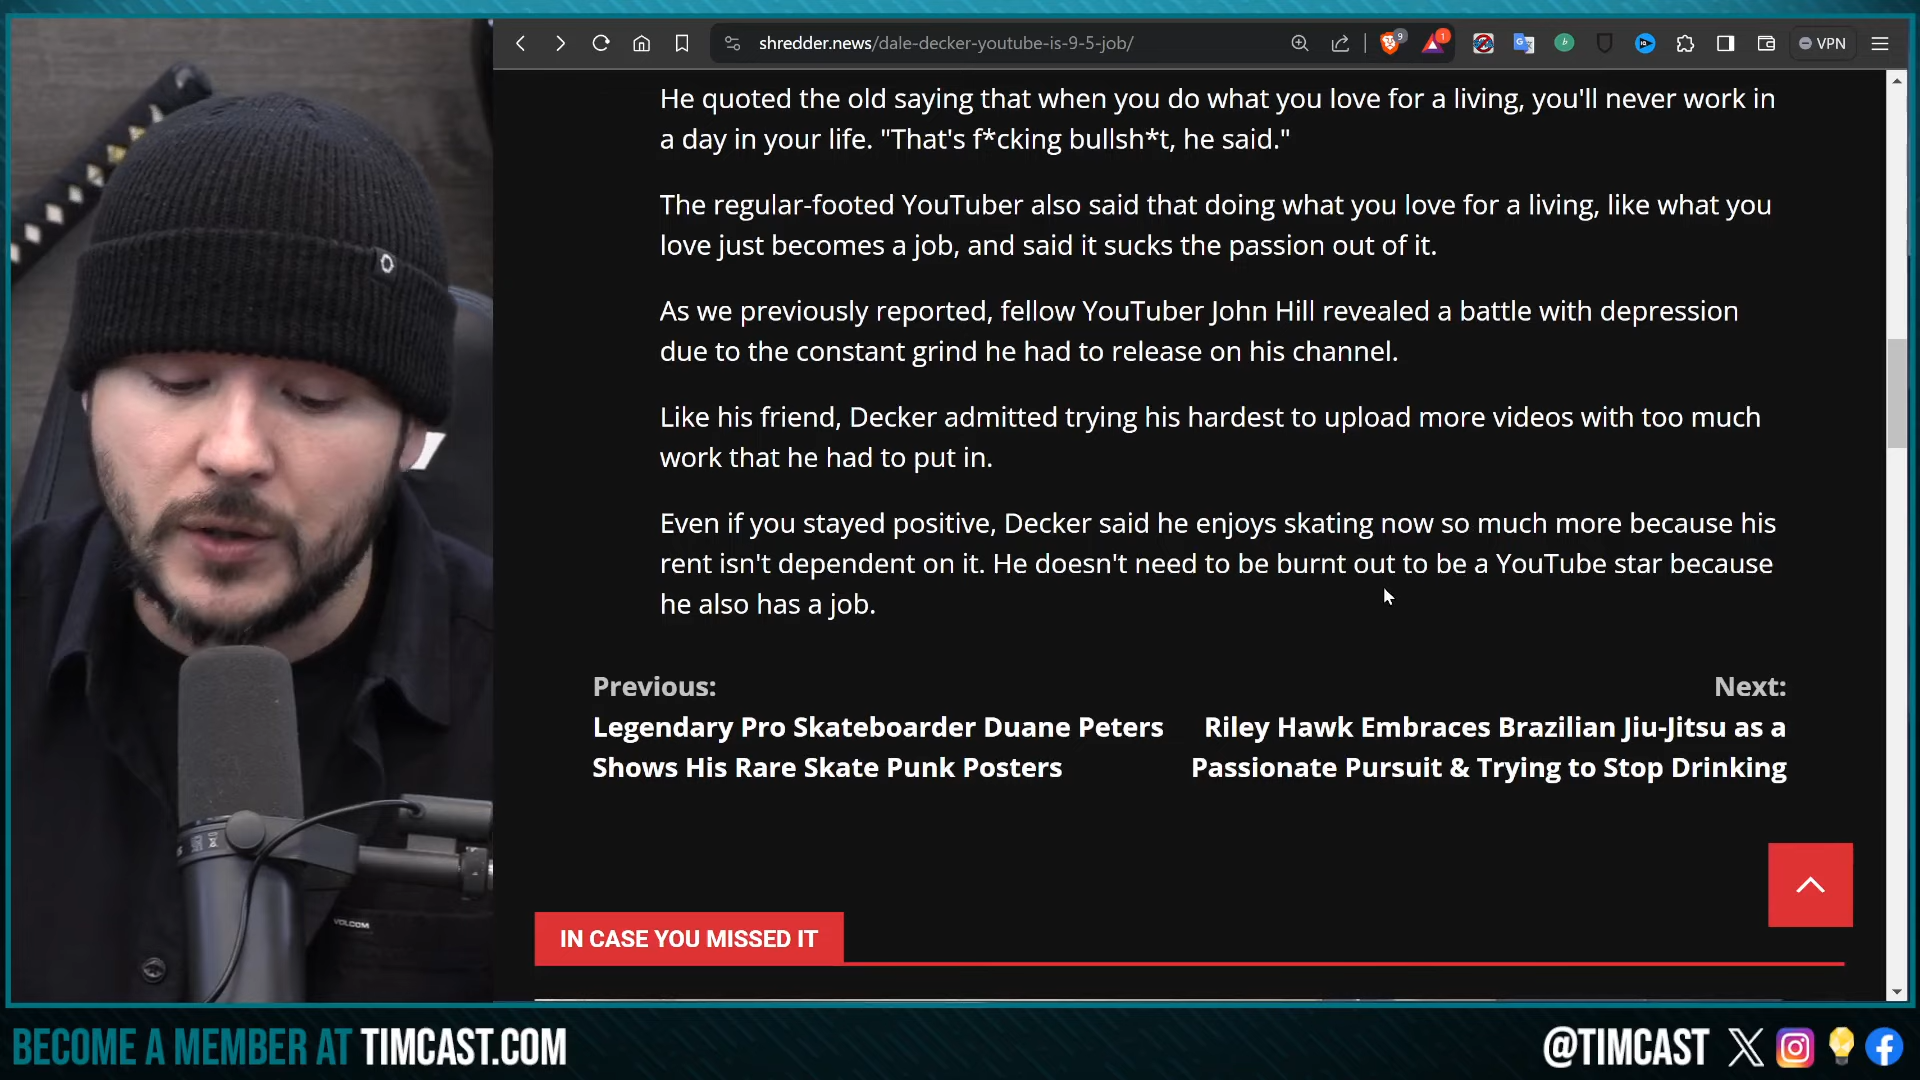 shredder.news/dale-decker-youtube-is-9-5-job/
9
1
VPN
He quoted the old saying that when you do what you love for a living, you'll never work in
a day in your life. "That's f*cking bullsh*t, he said."
The regular-footed YouTuber also said that doing what you love for a living, like what you
love just becomes a job, and said it sucks the passion out of it.
As we previously reported, fellow YouTuber John Hill revealed a battle with depression
due to the constant grind he had to release on his channel.
Like his friend, Decker admitted trying his hardest to upload more videos with too much
work that he had to put in.
Even if you stayed positive, Decker said he enjoys skating now so much more because his
rent isn't dependent on it. He doesn't need to be burnt out to be a YouTube star because
he also has a job.
Previous:
Legendary Pro Skateboarder Duane Peters
Shows His Rare Skate Punk Posters
Next:
Riley Hawk Embraces Brazilian Jiu-Jitsu as a
Passionate Pursuit & Trying to Stop Drinking
IN CASE YOU MISSED IT
VOLCOM
BECOME A MEMBER AT TIMCAST.COM
@TIMCAST